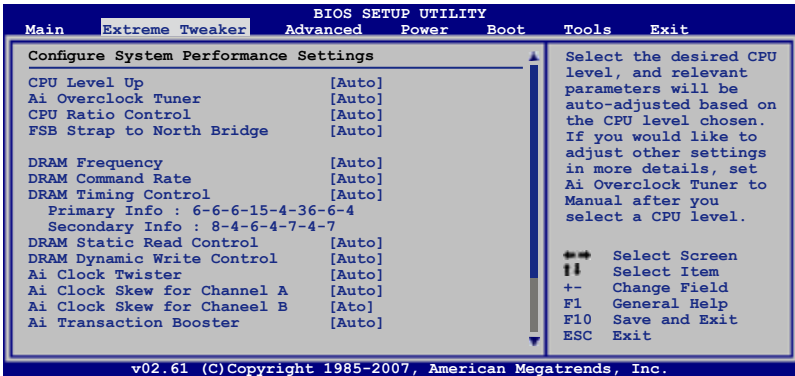 BIOS SETUP UTILITY
Main Extreme Tweaker Advanced Power Boot Tools Exit
Configure System Performance Settings
CPU Level Up [Auto]
Ai Overclock Tuner [Auto]
CPU Ratio Control [Auto]
FSB Strap to North Bridge [Auto]
DRAM Frequency [Auto]
DRAM Command Rate [Auto]
DRAM Timing Control [Auto]
Primary Info : 6-6-6-15-4-36-6-4
Secondary Info : 8-4-6-4-7-4-7
DRAM Static Read Control [Auto]
DRAM Dynamic Write Control [Auto]
Ai Clock Twister [Auto]
Ai Clock Skew for Channel A [Auto]
Ai Clock Skew for Chaneel B [Ato]
Ai Transaction Booster [Auto]
Select the desired CPU
level, and relevant
parameters will be
auto-adjusted based on
the CPU level chosen.
If you would like to
adjust other settings
in more details, set
Ai Overclock Tuner to
Manual after you
select a CPU level.
←→ Select Screen
↑↓ Select Item
+- Change Field
F1 General Help
F10 Save and Exit
ESC Exit
v02.61 (C)Copyright 1985-2007, American Megatrends, Inc.